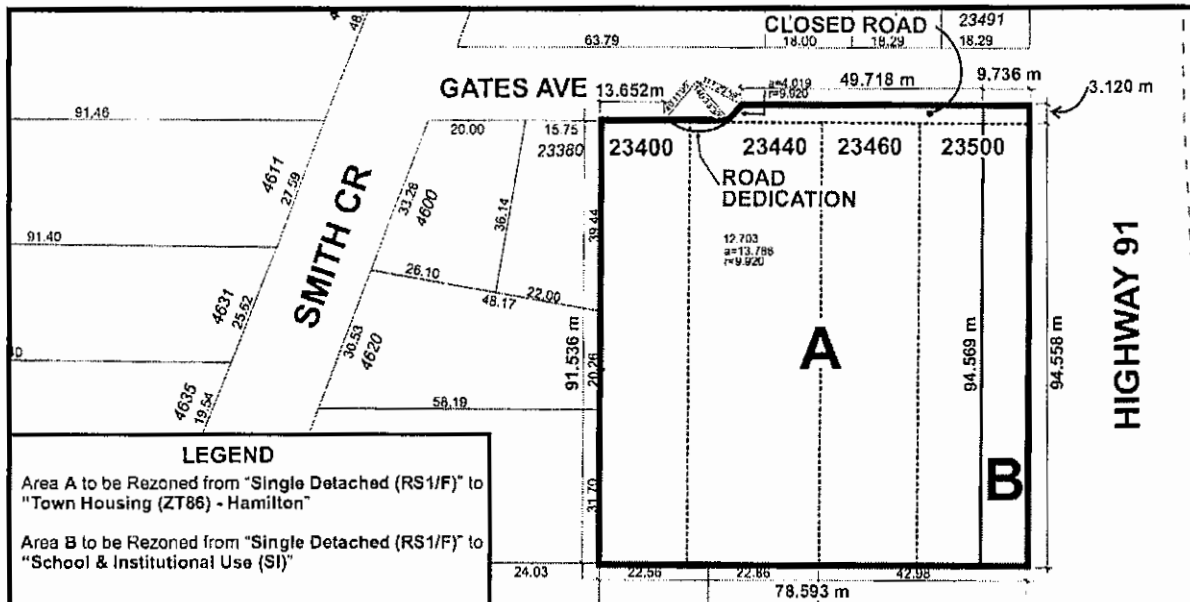 CLOSED ROAD
23491
63.79
18.00
18.29
18.29
48.
GATES AVE
13.652m
a=4.019
r=9.920
49.718 m
9.736 m
3.120 m
91.46
20.00
15.75
23380
23400
23440
23460
23500
ROAD
DEDICATION
4611
27.59
SMITH CR
33.26
4600
36.14
39.44
12.703
a=13.786
r=9.920
91.40
26.10
48.17
22.00
4631
25.62
30.53
4620
91.536 m
20.26
A
94.569 m
94.558 m
HIGHWAY 91
4635
19.54
58.19
31.79
B
LEGEND
Area A to be Rezoned from "Single Detached (RS1/F)" to
"Town Housing (ZT86) - Hamilton"
Area B to be Rezoned from "Single Detached (RS1/F)" to
"School & Institutional Use (SI)"
24.03
22.56
22.86
42.98
78.593 m